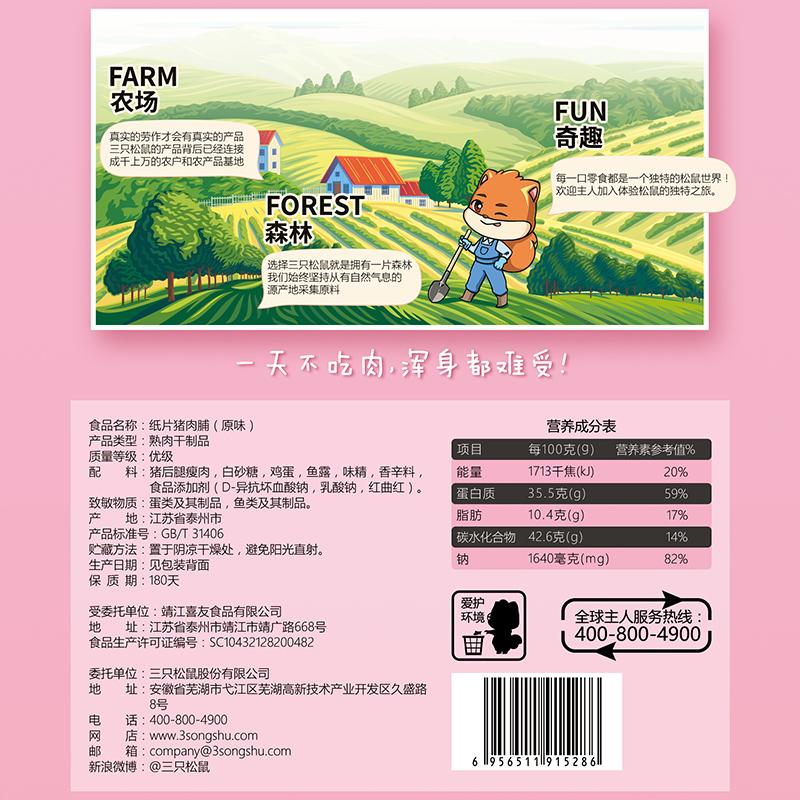 FARM
农场
真实的劳作才会有真实的产品
三只松鼠的产品背后已经连接
成千上万的农户和农产品基地
FUN
奇趣
每一口零食都是一个独特的松鼠世界！
欢迎主人加入体验松鼠的独特之旅。
FOREST
森林
选择三只松鼠就是拥有一片森林
我们始终坚持从有自然气息的
源产地采集原料
一天不吃肉,浑身都难受!
食品名称：纸片猪肉脯（原味）
产品类型：熟肉干制品
质量等级：优级
配 料：猪后腿瘦肉，白砂糖，鸡蛋，鱼露，味精，香辛料，
食品添加剂（D-异抗坏血酸钠，乳酸钠，红曲红）。
致敏物质：蛋类及其制品，鱼类及其制品。
产 地：江苏省泰州市
产品标准号：GB/T 31406
贮藏方法：置于阴凉干燥处，避免阳光直射。
生产日期：见包装背面
保 质 期：180天
受委托单位：靖江喜友食品有限公司
地 址：江苏省泰州市靖江市靖广路668号
食品生产许可证编号：SC10432128200482
委托单位：三只松鼠股份有限公司
地 址：安徽省芜湖市弋江区芜湖高新技术产业开发区久盛路
8号
电 话：400-800-4900
网 店：www.3songshu.com
邮 箱：company@3songshu.com
新浪微博：@三只松鼠
营养成分表
项目 每100克(g) 营养素参考值%
能量 1713千焦(kJ) 20%
蛋白质 35.5克(g) 59%
脂肪 10.4克(g) 17%
碳水化合物 42.6克(g) 14%
钠 1640毫克(mg) 82%
爱护
环境
全球主人服务热线：
400-800-4900
6 956511 915286